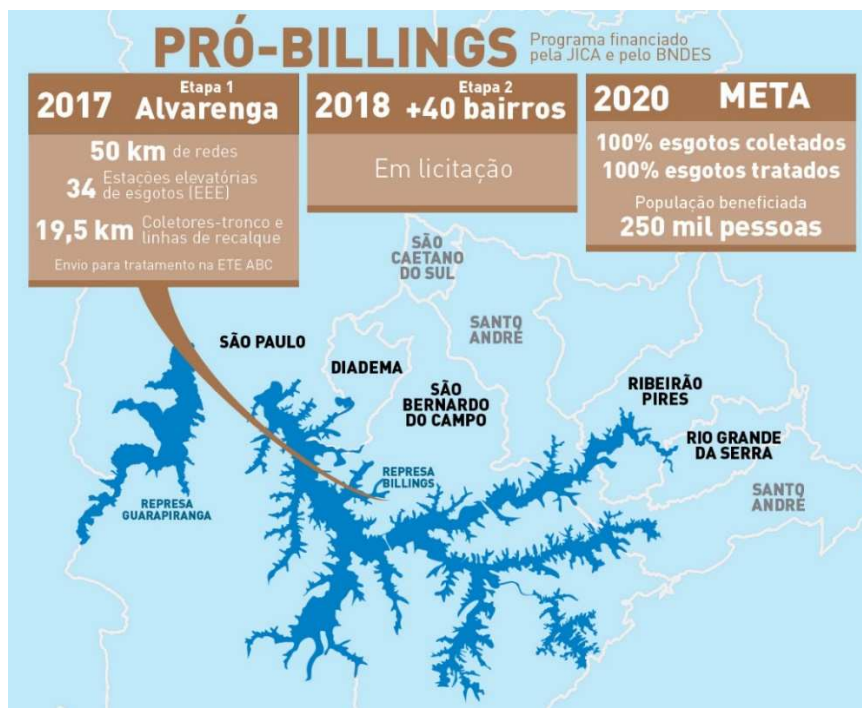 PRÓ-BILLINGS
Programa financiado
pela JICA e pelo BNDES
2017
Etapa 1
Alvarenga
50 km de redes
34 Estações elevatórias
de esgotos (EEE)
19,5 km Coletores-tronco e
linhas de recalque
Envio para tratamento na ETE ABC
2018
Etapa 2
+40 bairros
Em licitação
2020 META
100% esgotos coletados
100% esgotos tratados
População beneficiada
250 mil pessoas
SÃO
CAETANO
DO SUL
SANTO
ANDRÉ
SÃO PAULO
DIADEMA
SÃO
BERNARDO
DO CAMPO
RIBEIRÃO
PIRES
RIO GRANDE
DA SERRA
REPRESA
BILLINGS
REPRESA
GUARAPIRANGA
SANTO
ANDRÉ